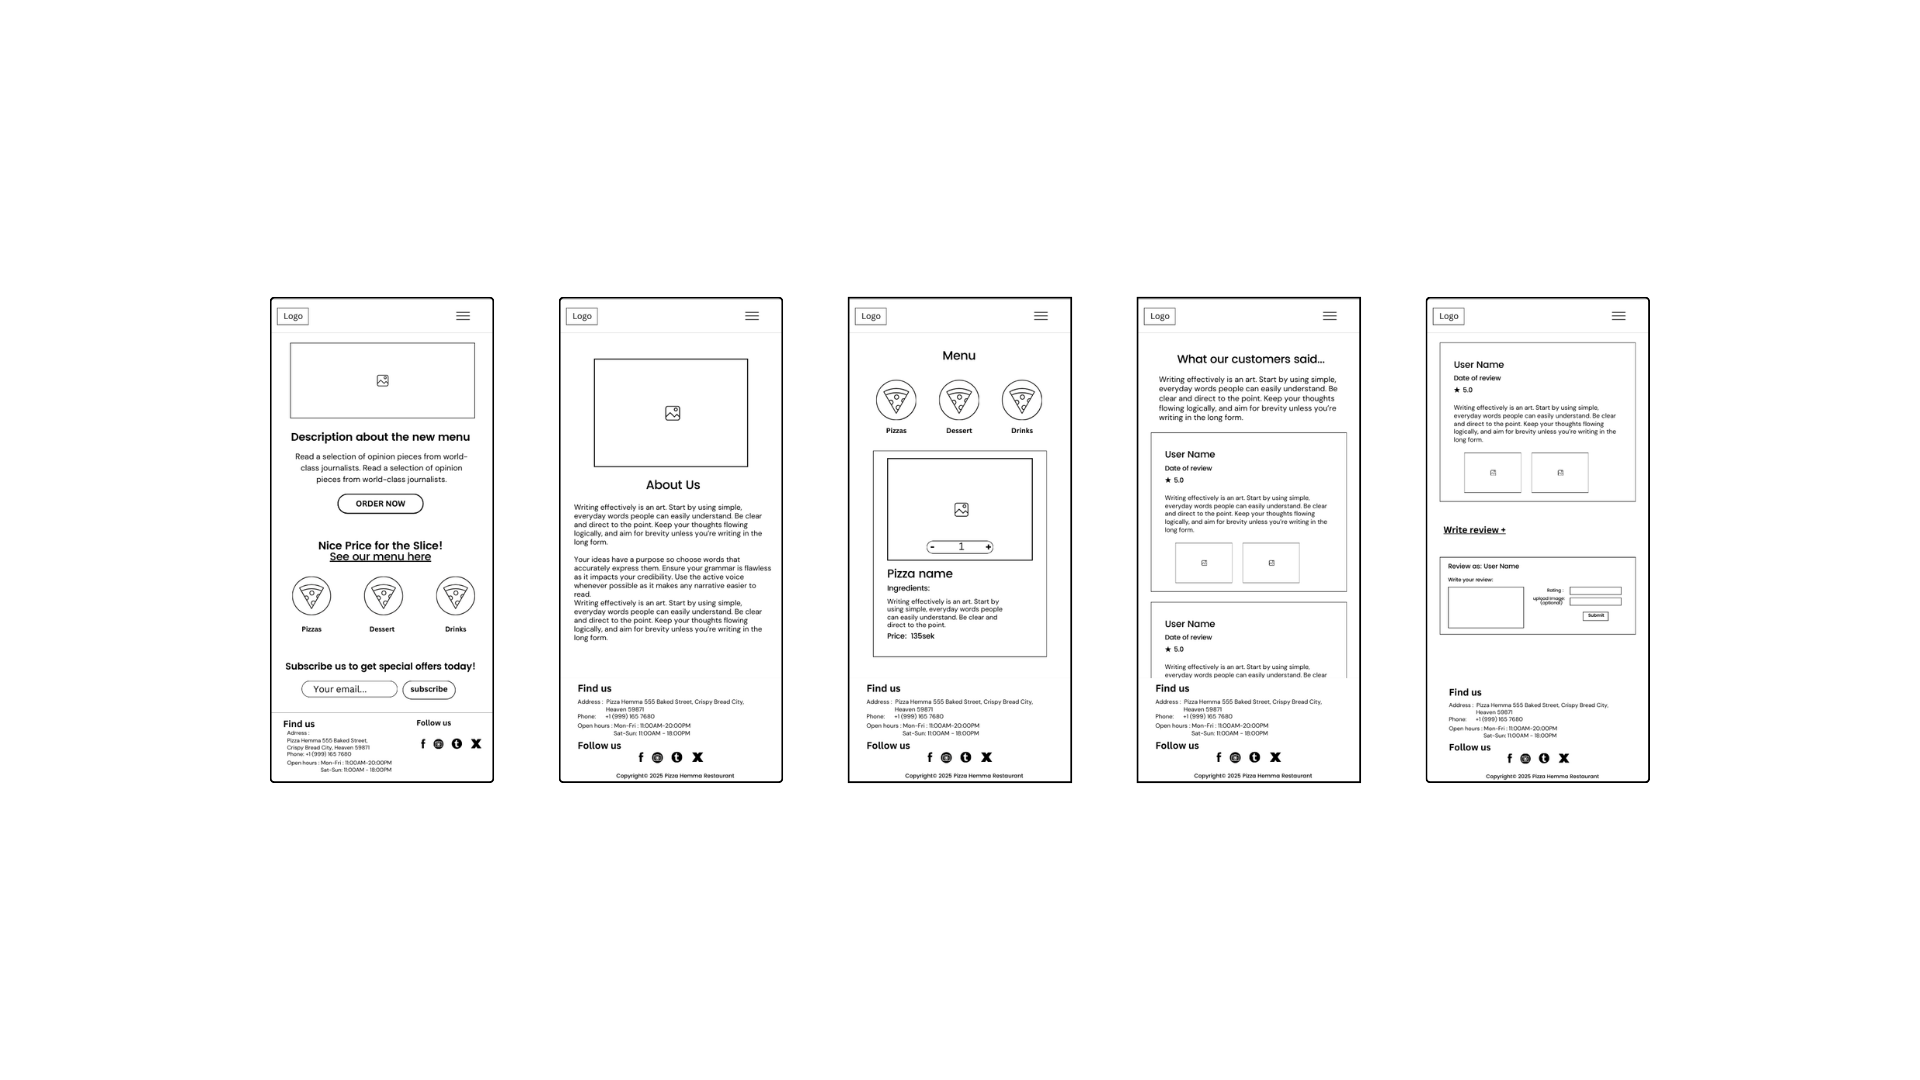 Logo
Description about the new menu
Read a selection of opinion pieces from world-
class journalists. Read a selection of opinion
pieces from world-class journalists.
ORDER NOW
Nice Price for the Slice!
See our menu here
Pizzas Dessert Drinks
Subscribe us to get special offers today!
Your email... subscribe
Find us
Adress :
Pizza Hemma 555 Baked Street,
Crispy Bread City, Heaven 59871
Phone: +1 (999) 165 7680
Open hours : Mon-Fri : 11:00AM-20:00PM
Sat-Sun: 11:00AM - 18:00PM
Follow us
Logo
About Us
Writing effectively is an art. Start by using simple,
everyday words people can easily understand. Be clear
and direct to the point. Keep your thoughts flowing
logically, and aim for brevity unless you're writing in the
long form.
Your ideas have a purpose so choose words that
accurately express them. Ensure your grammar is flawless
as it impacts your credibility. Use the active voice
whenever possible as it makes any narrative easier to
read.
Writing effectively is an art. Start by using simple,
everyday words people can easily understand. Be clear
and direct to the point. Keep your thoughts flowing
logically, and aim for brevity unless you're writing in the
long form.
Find us
Address : Pizza Hemma 555 Baked Street, Crispy Bread City,
Heaven 59871
Phone: +1 (999) 165 7680
Open hours : Mon-Fri : 11:00AM-20:00PM
Sat-Sun: 11:00AM - 18:00PM
Follow us
Copyright© 2025 Pizza Hemma Restaurant
Logo
Menu
Pizzas Dessert Drinks
- 1 +
Pizza name
Ingredients:
Writing effectively is an art. Start by
using simple, everyday words people
can easily understand. Be clear and
direct to the point.
Price: 135sek
Find us
Address : Pizza Hemma 555 Baked Street, Crispy Bread City,
Heaven 59871
Phone: +1 (999) 165 7680
Open hours : Mon-Fri : 11:00AM-20:00PM
Sat-Sun: 11:00AM - 18:00PM
Follow us
Copyright© 2025 Pizza Hemma Restaurant
Logo
What our customers said...
Writing effectively is an art. Start by using simple,
everyday words people can easily understand. Be
clear and direct to the point. Keep your thoughts
flowing logically, and aim for brevity unless you're
writing in the long form.
User Name
Date of review
★ 5.0
Writing effectively is an art. Start by using simple,
everyday words people can easily understand. Be clear
and direct to the point. Keep your thoughts flowing
logically, and aim for brevity unless you're writing in the
long form.
User Name
Date of review
★ 5.0
Writing effectively is an art. Start by using simple,
everyday words people can easily understand. Be clear
Find us
Address : Pizza Hemma 555 Baked Street, Crispy Bread City,
Heaven 59871
Phone: +1 (999) 165 7680
Open hours : Mon-Fri : 11:00AM-20:00PM
Sat-Sun: 11:00AM - 18:00PM
Follow us
Copyright© 2025 Pizza Hemma Restaurant
Logo
User Name
Date of review
★ 5.0
Writing effectively is an art. Start by using simple,
everyday words people can easily understand. Be clear
and direct to the point. Keep your thoughts flowing
logically, and aim for brevity unless you're writing in the
long form.
Write review +
Review as: User Name
Write your review:
Rating :
upload image:
(optional)
Submit
Find us
Address : Pizza Hemma 555 Baked Street, Crispy Bread City,
Heaven 59871
Phone: +1 (999) 165 7680
Open hours : Mon-Fri : 11:00AM-20:00PM
Sat-Sun: 11:00AM - 18:00PM
Follow us
Copyright© 2025 Pizza Hemma Restaurant